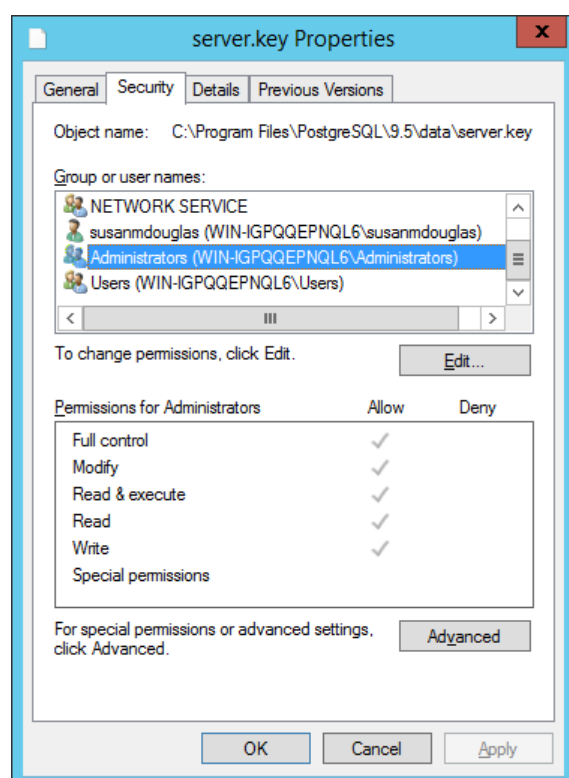 server.key Properties
x
General Security Details Previous Versions
Object name: C:\Program Files\PostgreSQL\9.5\data\server.key
Group or user names:
NETWORK SERVICE
susanmdouglas (WIN-IGPQQEPNQL6\susanmdouglas)
Administrators (WIN-IGPQQEPNQL6\Administrators)
Users (WIN-IGPQQEPNQL6\Users)
To change permissions, click Edit.
Edit...
Permissions for Administrators Allow Deny
Full control
Modify
Read & execute
Read
Write
Special permissions
For special permissions or advanced settings,
click Advanced.
Advanced
OK Cancel Apply